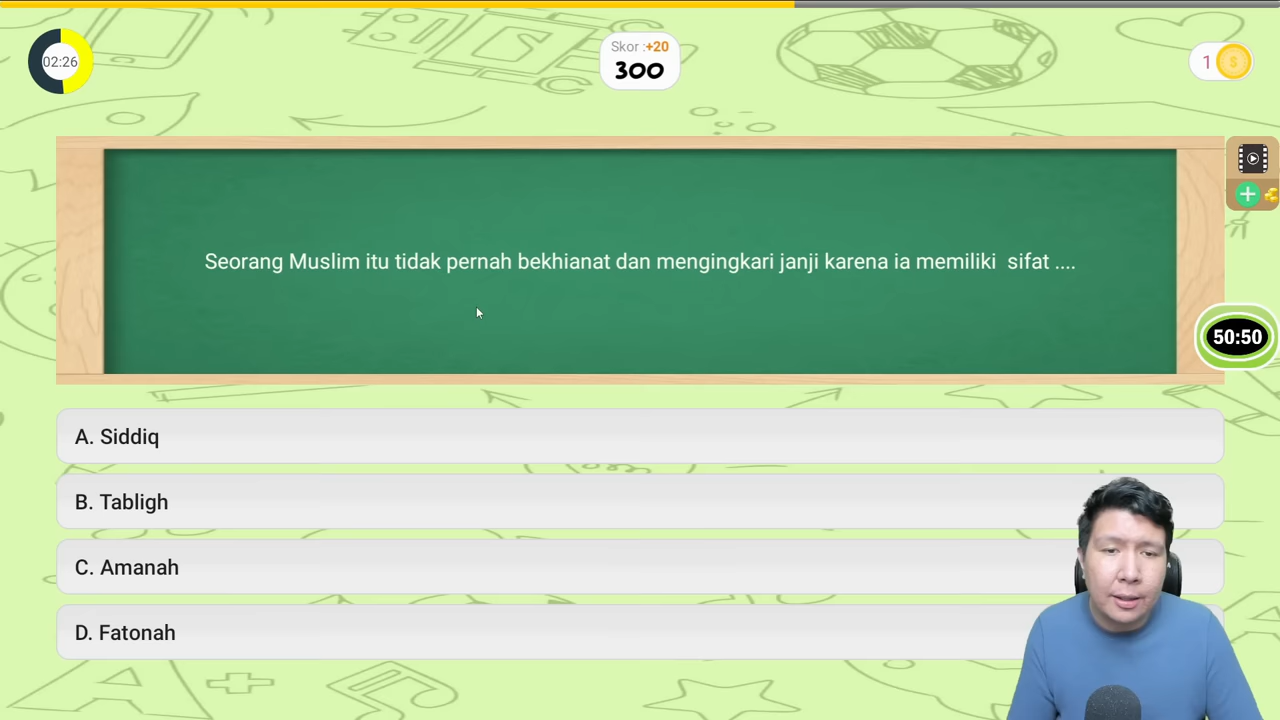 02:26
Skor :+20
300
1
Seorang Muslim itu tidak pernah bekhianat dan mengingkari janji karena ia memiliki  sifat ....
50:50
A. Siddiq
B. Tabligh
C. Amanah
D. Fatonah